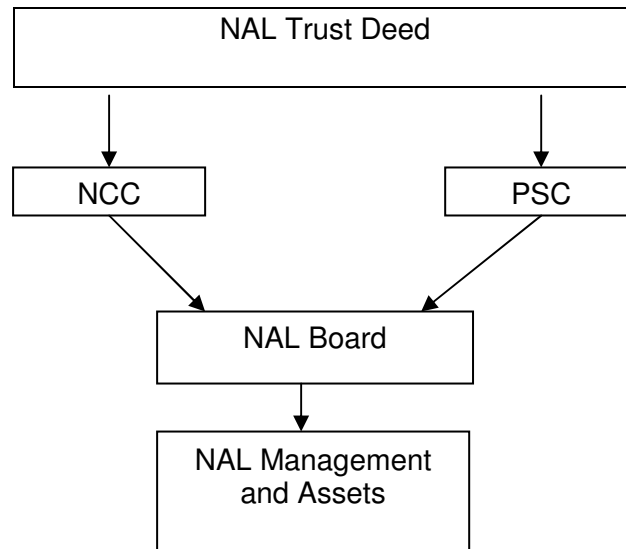 NAL Trust Deed
NCC
PSC
NAL Board
NAL Management
and Assets